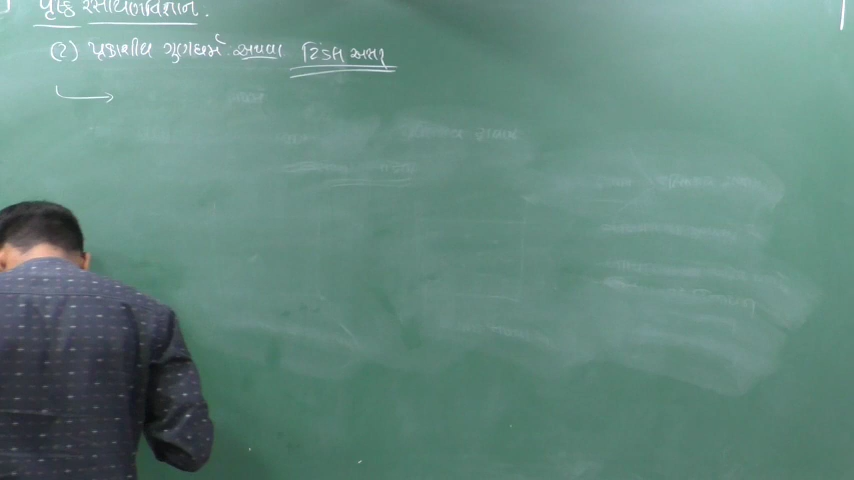 પૃષ્ઠ રસાયણવિજ્ઞાન.
(૨) પ્રકાશીય ગુણધર્મ અથવા ટિંડલ અસર